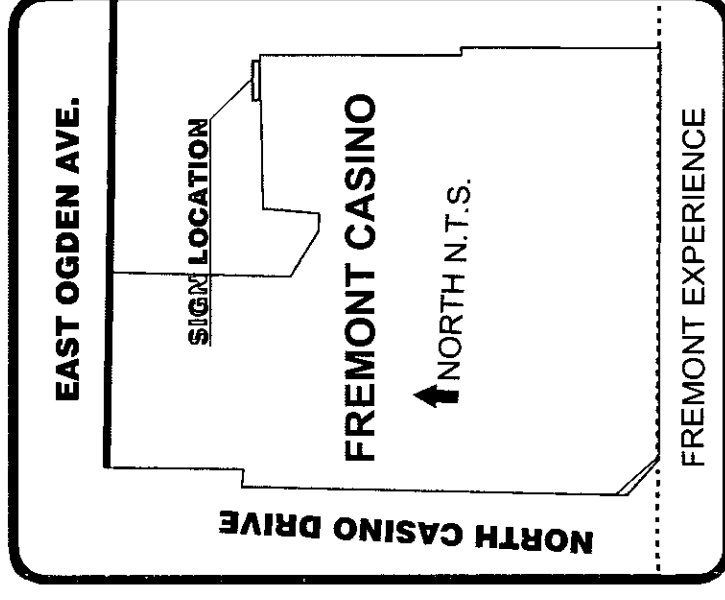 EAST OGDEN AVE.
SIGN LOCATION
FREMONT CASINO
NORTH N.T.S.
NORTH CASINO DRIVE
FREMONT EXPERIENCE